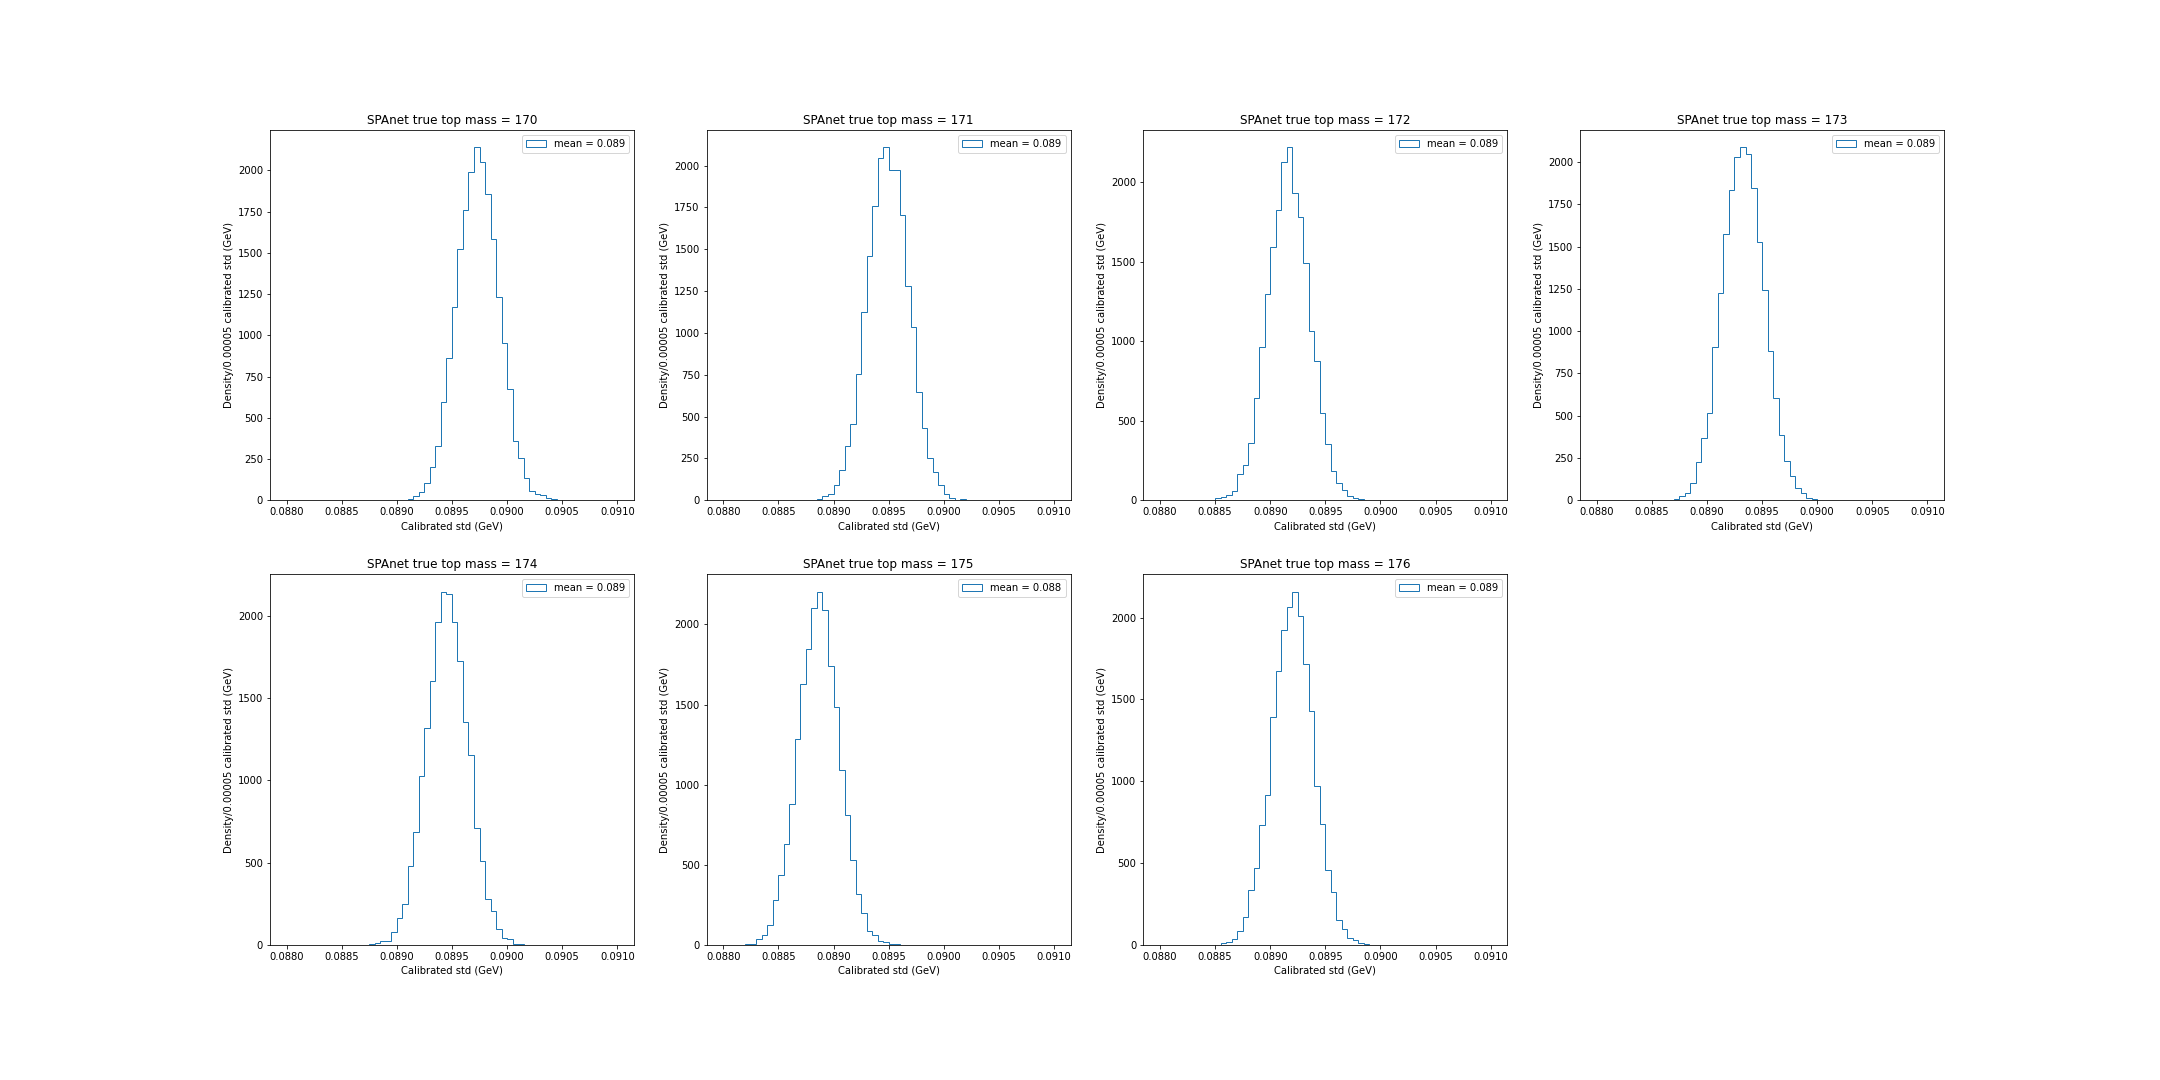 SPAnet true top mass = 170
mean = 0.089
Density/0.00005 calibrated std (GeV)
2000
1750
1500
1250
1000
750
500
250
0
0.0880 0.0885 0.0890 0.0895 0.0900 0.0905 0.0910
Calibrated std (GeV)
SPAnet true top mass = 171
mean = 0.089
Density/0.00005 calibrated std (GeV)
2000
1750
1500
1250
1000
750
500
250
0
0.0880 0.0885 0.0890 0.0895 0.0900 0.0905 0.0910
Calibrated std (GeV)
SPAnet true top mass = 172
mean = 0.089
Density/0.00005 calibrated std (GeV)
2000
1500
1000
500
0
0.0880 0.0885 0.0890 0.0895 0.0900 0.0905 0.0910
Calibrated std (GeV)
SPAnet true top mass = 173
mean = 0.089
Density/0.00005 calibrated std (GeV)
2000
1750
1500
1250
1000
750
500
250
0
0.0880 0.0885 0.0890 0.0895 0.0900 0.0905 0.0910
Calibrated std (GeV)
SPAnet true top mass = 174
mean = 0.089
Density/0.00005 calibrated std (GeV)
2000
1500
1000
500
0
0.0880 0.0885 0.0890 0.0895 0.0900 0.0905 0.0910
Calibrated std (GeV)
SPAnet true top mass = 175
mean = 0.088
Density/0.00005 calibrated std (GeV)
2000
1500
1000
500
0
0.0880 0.0885 0.0890 0.0895 0.0900 0.0905 0.0910
Calibrated std (GeV)
SPAnet true top mass = 176
mean = 0.089
Density/0.00005 calibrated std (GeV)
2000
1500
1000
500
0
0.0880 0.0885 0.0890 0.0895 0.0900 0.0905 0.0910
Calibrated std (GeV)